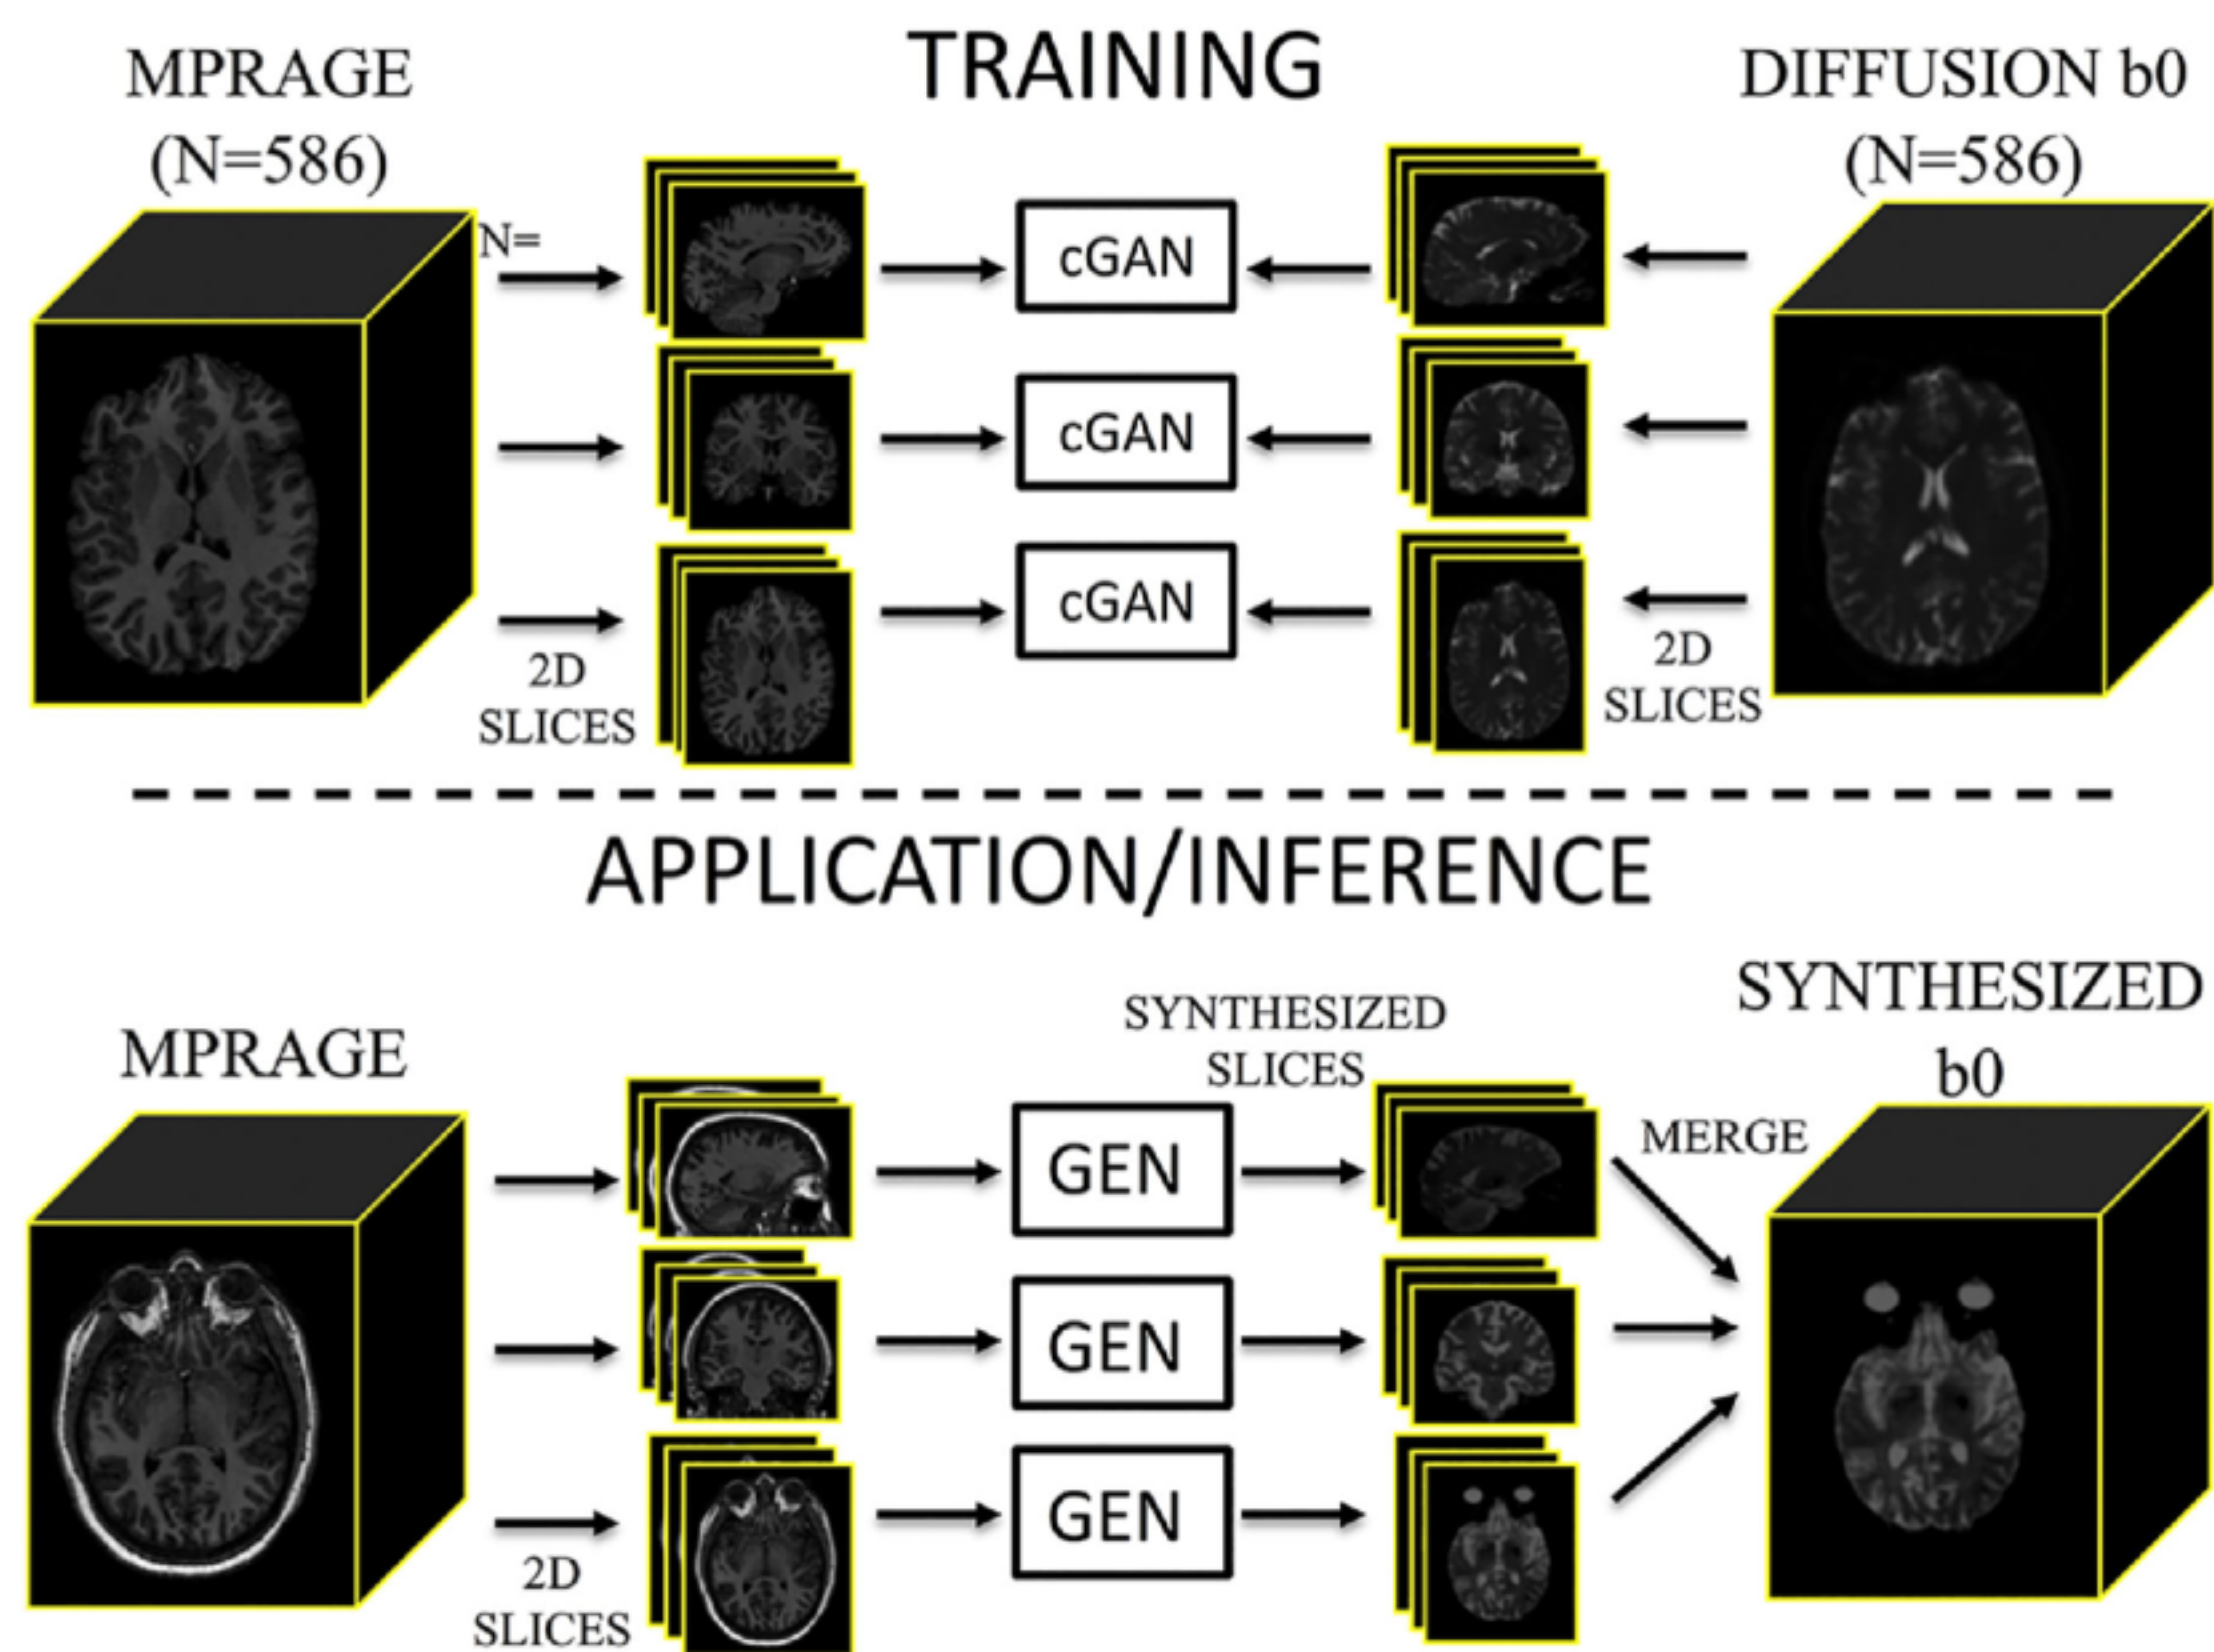 TRAINING
MPRAGE
(N=586)
DIFFUSION b0
(N=586)
N=
cGAN
cGAN
cGAN
2D
SLICES
2D
SLICES
APPLICATION/INFERENCE
MPRAGE
SYNTHESIZED
SLICES
SYNTHESIZED
b0
MERGE
GEN
GEN
GEN
2D
SLICES